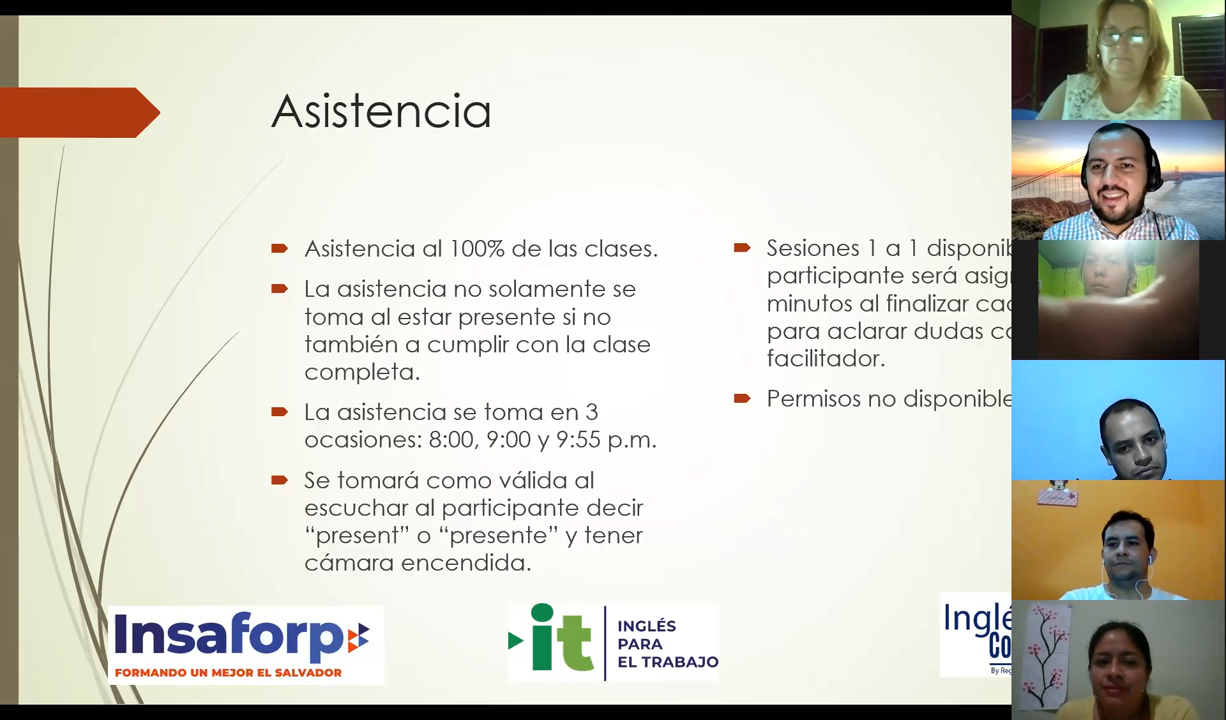 Asistencia
Asistencia al 100% de las clases.
La asistencia no solamente se
toma al estar presente si no
también a cumplir con la clase
completa.
La asistencia se toma en 3
ocasiones: 8:00, 9:00 y 9:55 p.m.
Se tomará como válida al
escuchar al participante decir
“present” o “presente” y tener
cámara encendida.
Sesiones 1 a 1
participante será
minutos al finalizar
para aclarar dudas
facilitador.
Permisos no
Insaforp
FORMANDO UN MEJOR EL SALVADOR
it
INGLÉS
PARA
EL TRABAJO
By